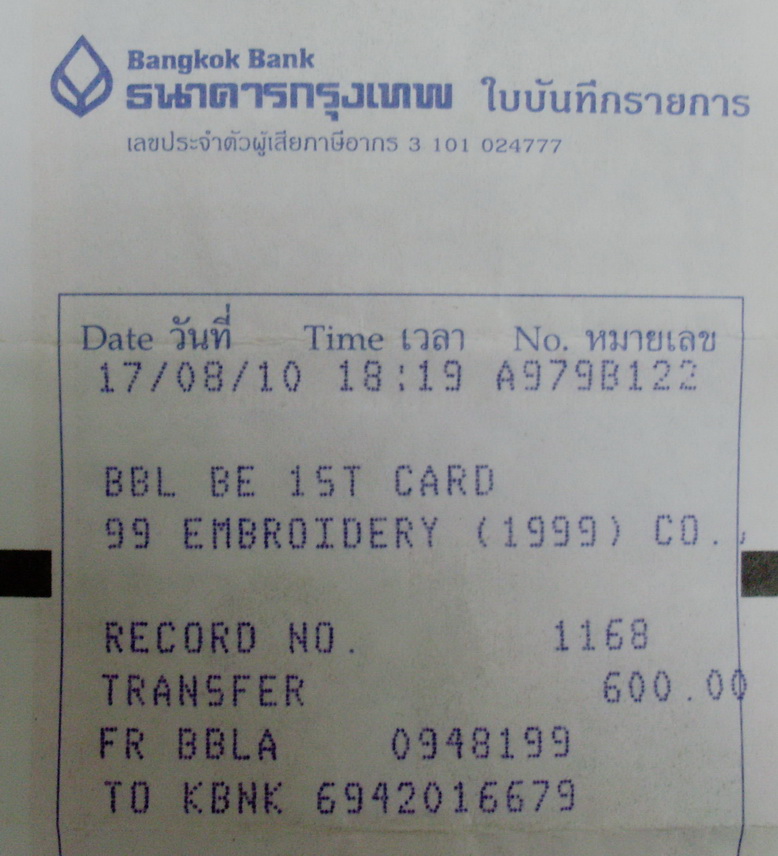 Bangkok Bank
ธนาคารกรุงเทพ ใบบันทึกรายการ
เลขประจำตัวผู้เสียภาษีอากร 3 101 024777
Date วันที่ Time เวลา No. หมายเลข
17/08/10 18:19 A979B122
BBL BE 1ST CARD
99 EMBROIDERY (1999) CO.,
RECORD NO. 1168
TRANSFER 600.00
FR BBLA 0948199
TO KBNK 6942016679